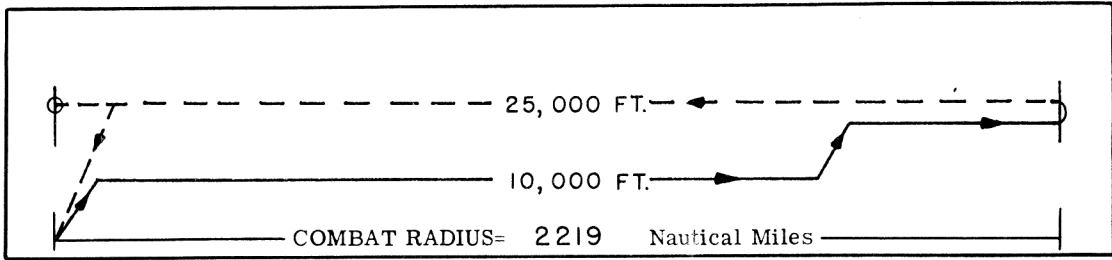 25,000 FT.
10,000 FT.
COMBAT RADIUS= 2219 Nautical Miles